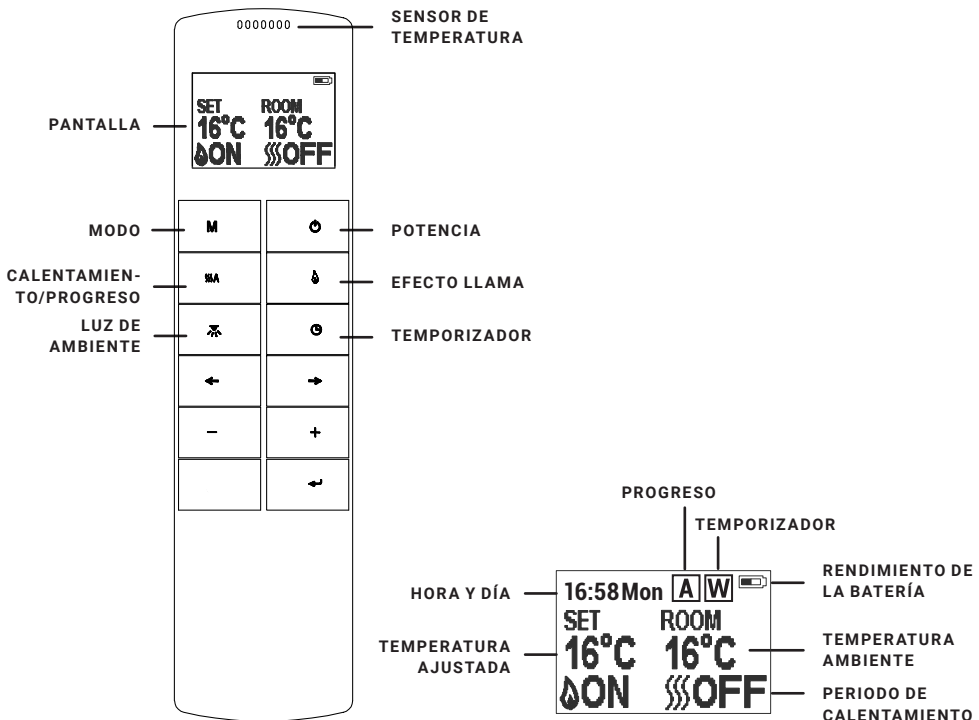 SENSOR DE
TEMPERATURA
PANTALLA
SET ROOM
16°C 16°C
ON OFF
MODO
M
POTENCIA
CALENTAMIEN-
TO/PROGRESO
A
EFECTO LLAMA
LUZ DE
AMBIENTE
TEMPORIZADOR
- +
PROGRESO
TEMPORIZADOR
HORA Y DÍA
16:58 Mon A W
RENDIMIENTO DE
LA BATERÍA
SET ROOM
TEMPERATURA
AJUSTADA
16°C 16°C
TEMPERATURA
AMBIENTE
ON OFF
PERIODO DE
CALENTAMIENTO